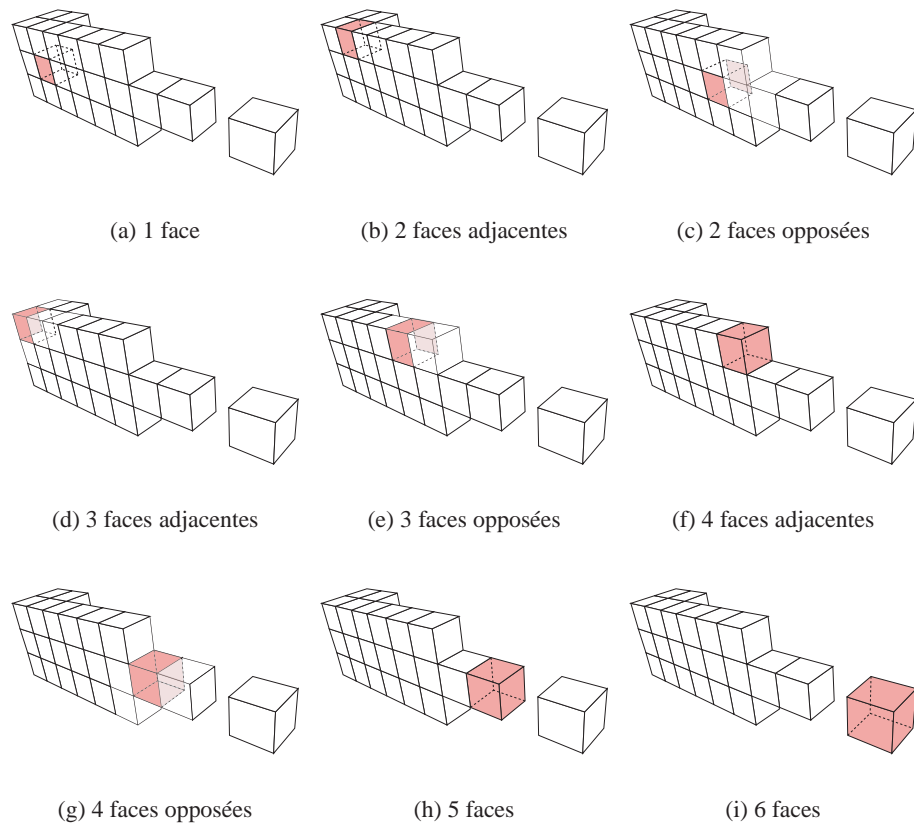 (a) 1 face
(b) 2 faces adjacentes
(c) 2 faces opposées
(d) 3 faces adjacentes
(e) 3 faces opposées
(f) 4 faces adjacentes
(g) 4 faces opposées
(h) 5 faces
(i) 6 faces